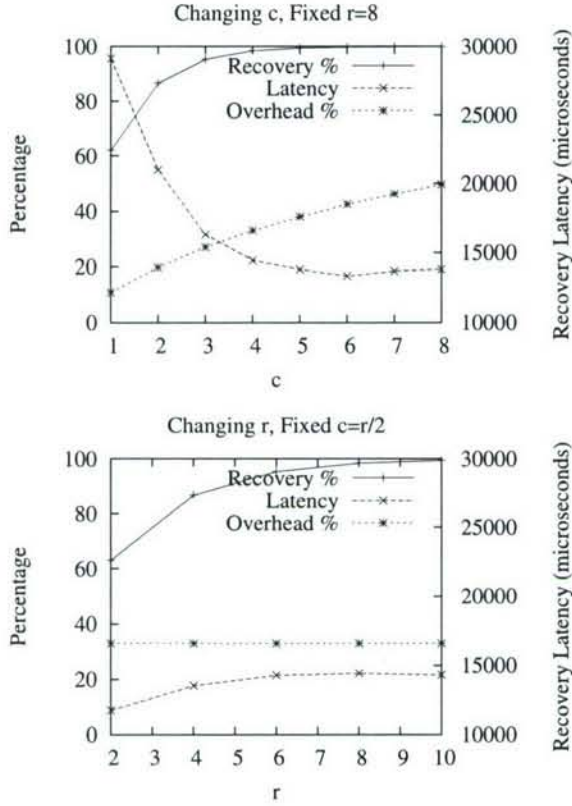 Changing c, Fixed r=8
100
80
60
40
20
0
Percentage
Recovery %
Latency
Overhead %
30000
25000
20000
15000
10000
Recovery Latency (microseconds)
1 2 3 4 5 6 7 8
c
Changing r, Fixed c=r/2
100
80
60
40
20
0
Percentage
Recovery %
Latency
Overhead %
30000
25000
20000
15000
10000
Recovery Latency (microseconds)
2 3 4 5 6 7 8 9 10
r